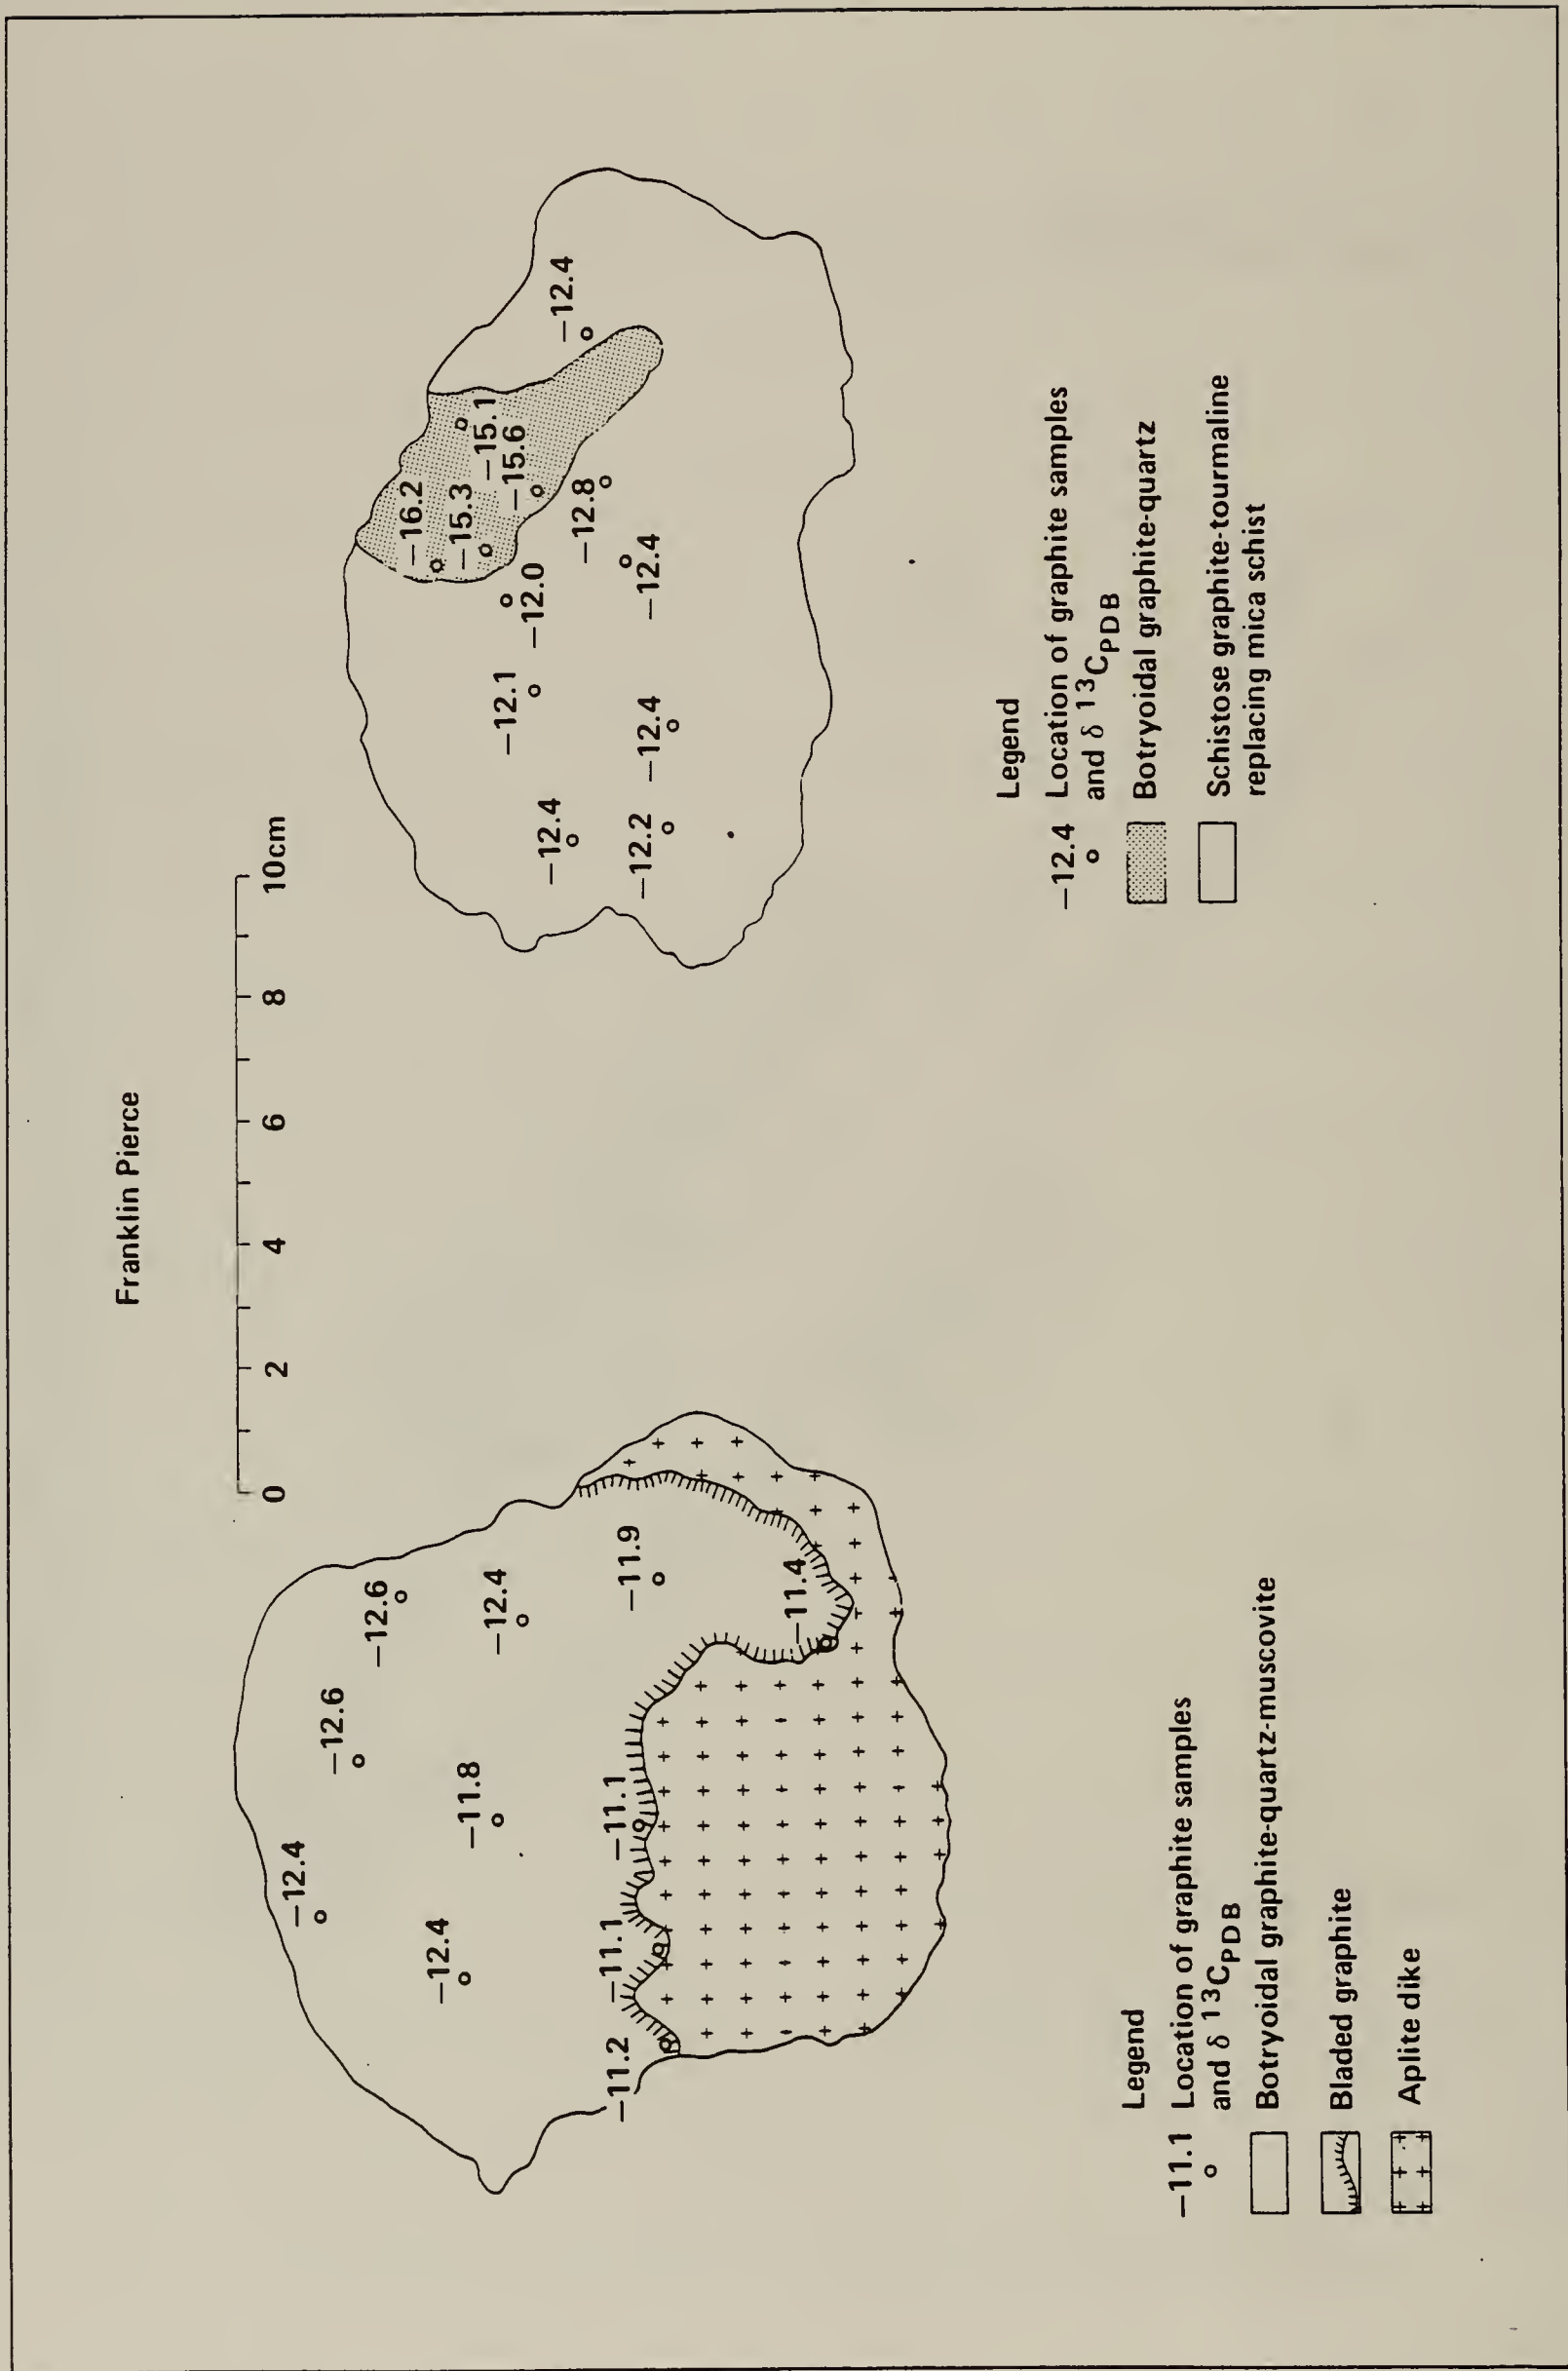 Franklin Pierce
0 2 4 6 8 10cm
−12.4
−12.6
−12.6
−12.4
−11.8
−12.4
−11.9
−11.2
−11.1
−11.1
−11.4
Legend
−11.1 Location of graphite samples
and δ ¹³C PDB
Botryoidal graphite-quartz-muscovite
Bladed graphite
Aplite dike
−16.2
−15.3
−15.1
−15.6
−12.4
−12.0
−12.8
−12.1
−12.4
−12.4
−12.4
−12.2
Legend
−12.4 Location of graphite samples
and δ ¹³C PDB
Botryoidal graphite-quartz
Schistose graphite-tourmaline
replacing mica schist